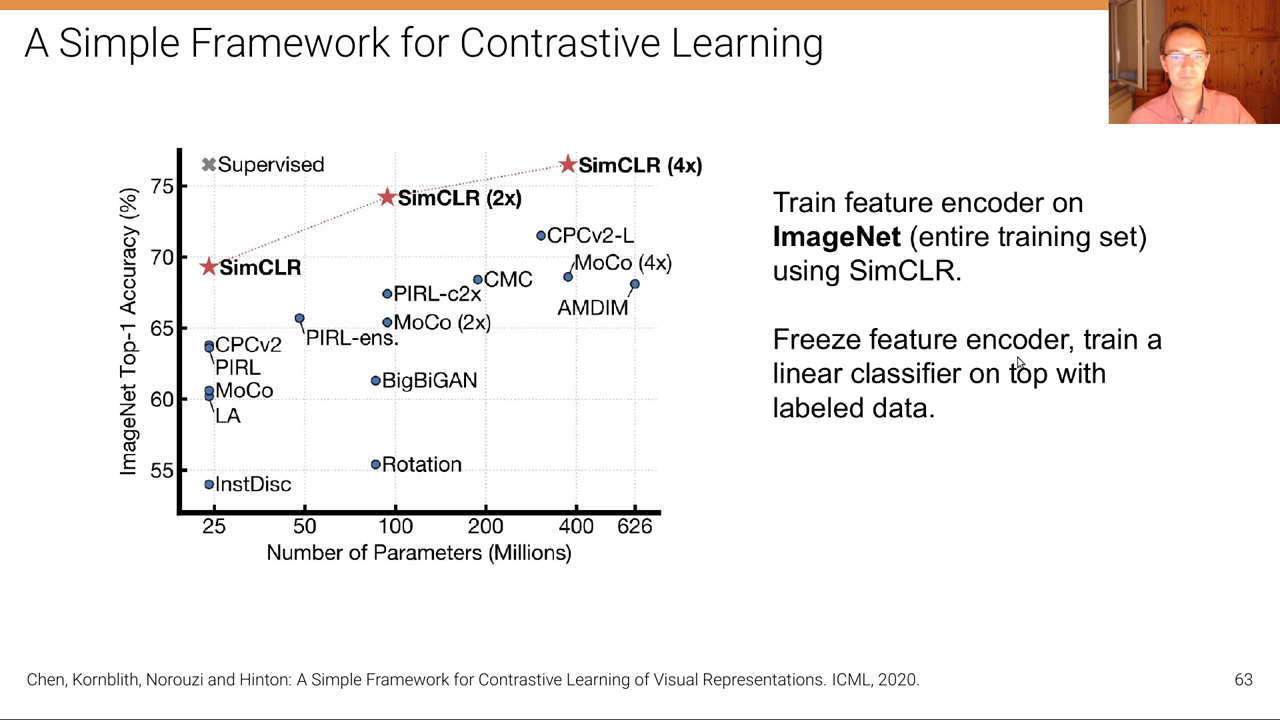 A Simple Framework for Contrastive Learning
ImageNet Top-1 Accuracy (%)
75
70
65
60
55
Supervised
SimCLR (4x)
SimCLR (2x)
CPCv2-L
SimCLR
MoCo (4x)
CMC
PIRL-c2x
AMDIM
MoCo (2x)
PIRL-ens.
CPCv2
PIRL
BigBiGAN
MoCo
LA
Rotation
InstDisc
25 50 100 200 400 626
Number of Parameters (Millions)
Train feature encoder on
ImageNet (entire training set)
using SimCLR.
Freeze feature encoder, train a
linear classifier on top with
labeled data.
Chen, Kornblith, Norouzi and Hinton: A Simple Framework for Contrastive Learning of Visual Representations. ICML, 2020.
63